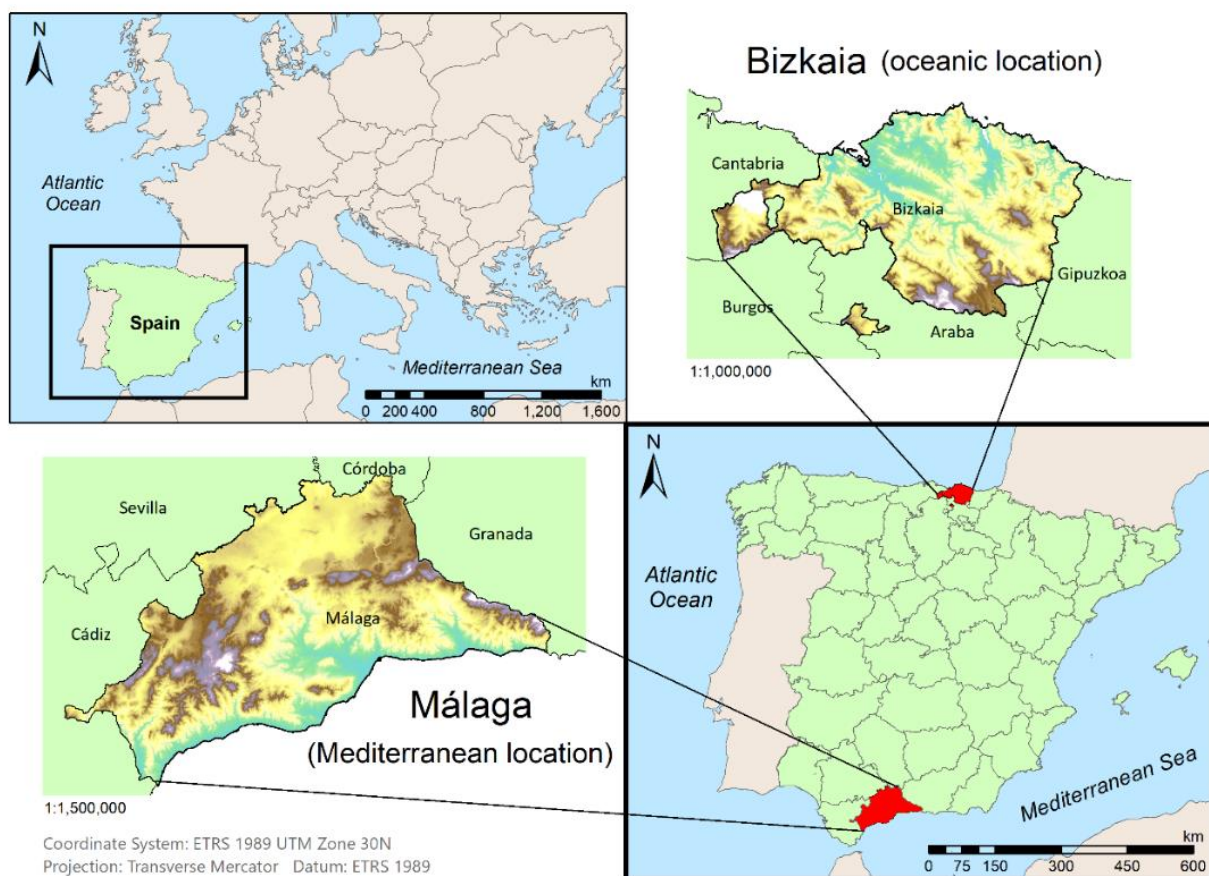 N
Atlantic
Ocean
Spain
Mediterranean Sea
km
0 200 400 800 1,200 1,600
Bizkaia (oceanic location)
Cantabria
Bizkaia
Gipuzkoa
Burgos
Araba
1:1,000,000
Córdoba
Sevilla
Granada
Málaga
Cádiz
Málaga
(Mediterranean location)
1:1,500,000
Coordinate System: ETRS 1989 UTM Zone 30N
Projection: Transverse Mercator Datum: ETRS 1989
N
Atlantic
Ocean
Mediterranean Sea
km
0 75 150 300 450 600